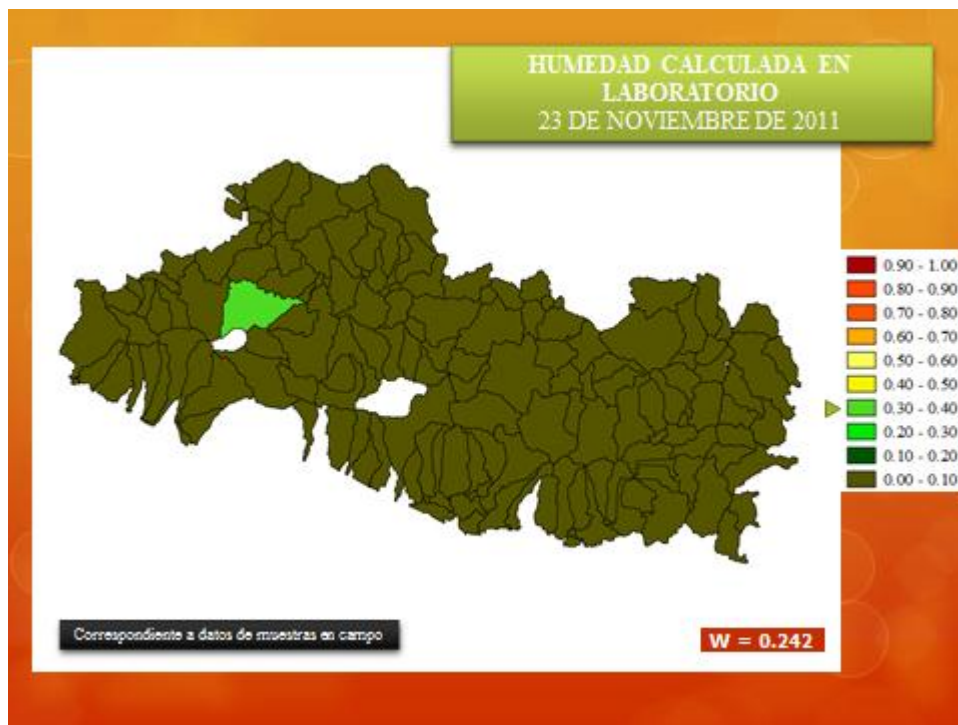 HUMEDAD CALCULADA EN
LABORATORIO
23 DE NOVIEMBRE DE 2011
0.90 - 1.00
0.80 - 0.90
0.70 - 0.80
0.60 - 0.70
0.50 - 0.60
0.40 - 0.50
0.30 - 0.40
0.20 - 0.30
0.10 - 0.20
0.00 - 0.10
Correspondiente a datos de muestras en campo
W = 0.242